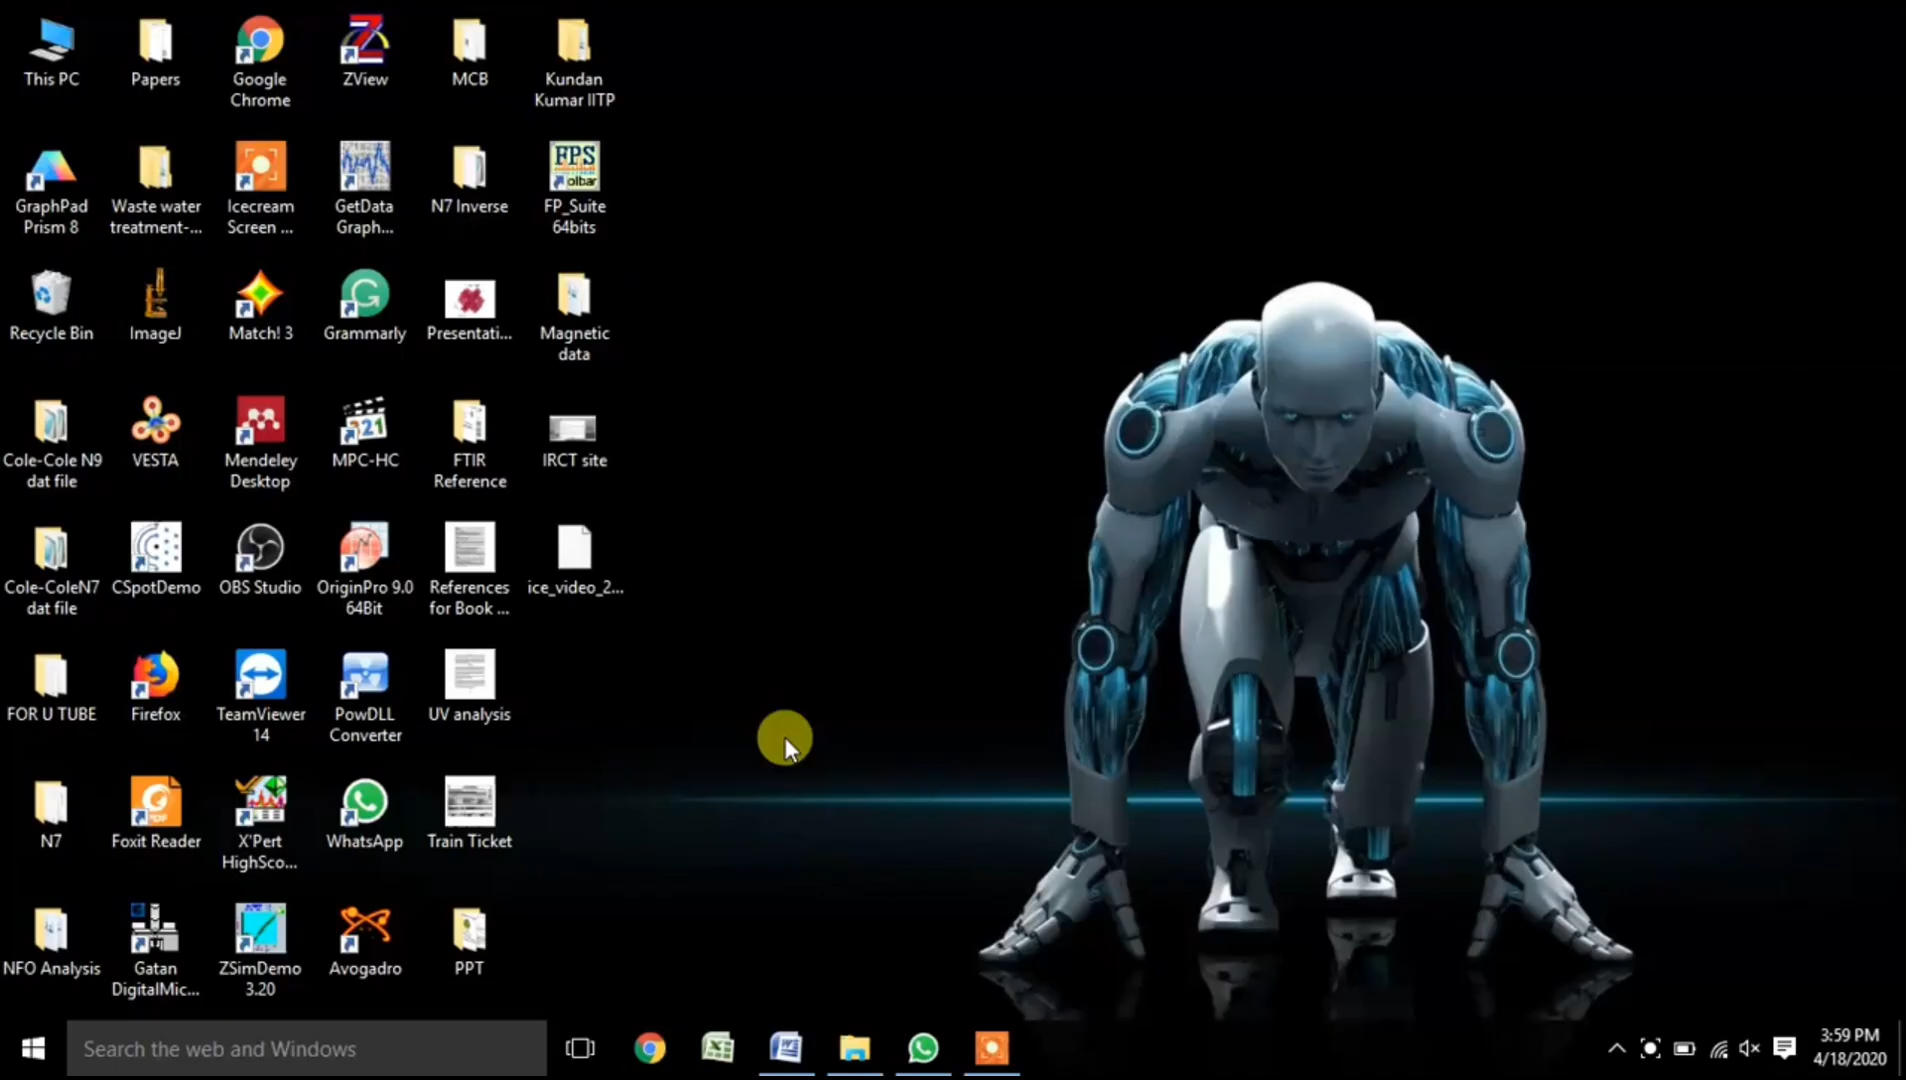 This PC
Papers
Google
Chrome
ZView
MCB
Kundan
Kumar IITP
GraphPad
Prism 8
Waste water
treatment-...
Icecream
Screen ...
GetData
Graph...
N7 Inverse
FPS
olbar
FP_Suite
64bits
Recycle Bin
ImageJ
Match! 3
Grammarly
Presentati...
Magnetic
data
Cole-Cole N9
dat file
VESTA
Mendeley
Desktop
321
MPC-HC
FTIR
Reference
IRCT site
Cole-ColeN7
dat file
CSpotDemo
OBS Studio
OriginPro 9.0
64Bit
References
for Book ...
ice_video_2...
FOR U TUBE
Firefox
TeamViewer
14
PowDLL
Converter
UV analysis
N7
Foxit Reader
X'Pert
HighSco...
WhatsApp
Train Ticket
NFO Analysis
Gatan
DigitalMic...
ZSimDemo
3.20
Avogadro
PPT
Search the web and Windows
3:59 PM
4/18/2020